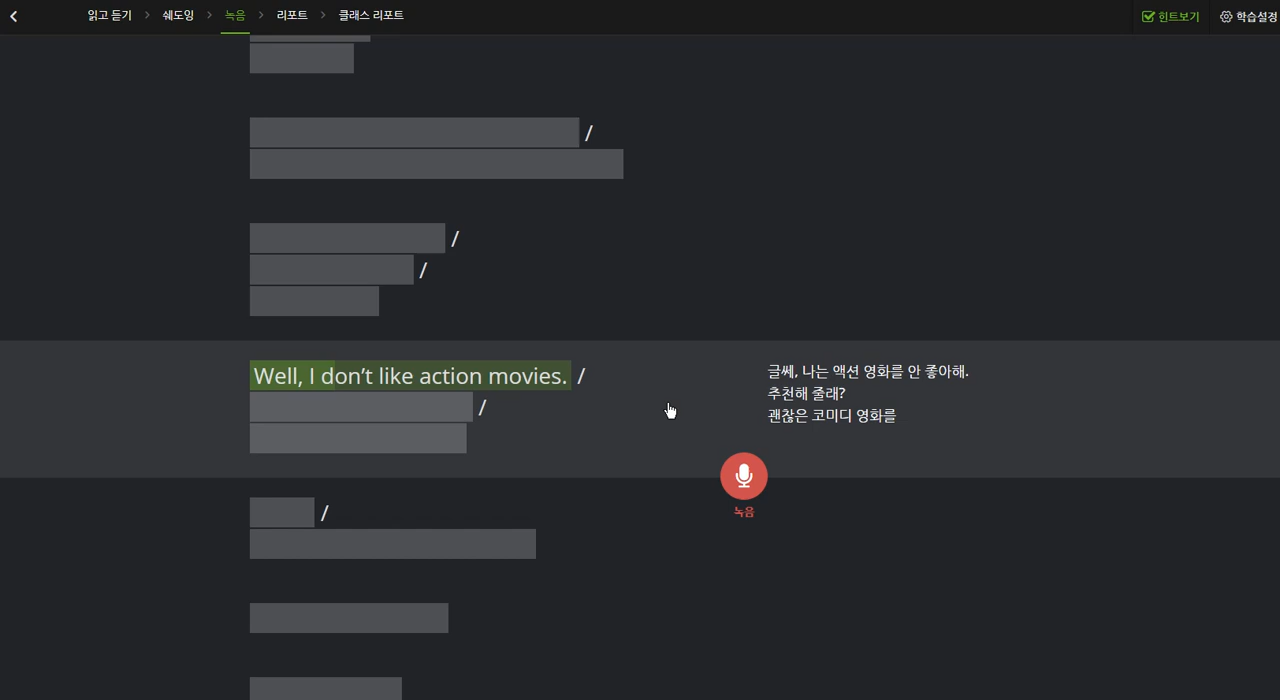 읽고 듣기 > 쉐도잉 > 녹음 > 리포트 > 클래스 리포트
힌트보기
학습설정
/
/
/
Well, I don't like action movies. /
/
글쎄, 나는 액션 영화를 안 좋아해.
추천해 줄래?
괜찮은 코미디 영화를
녹음
/